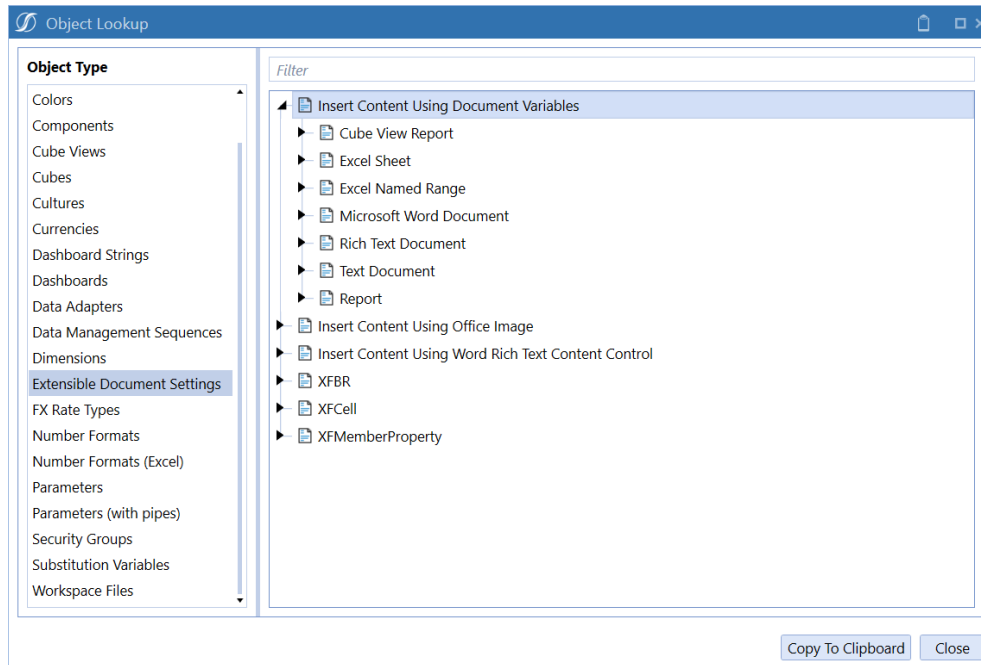 Object Lookup
Object Type
Colors
Components
Cube Views
Cubes
Cultures
Currencies
Dashboard Strings
Dashboards
Data Adapters
Data Management Sequences
Dimensions
Extensible Document Settings
FX Rate Types
Number Formats
Number Formats (Excel)
Parameters
Parameters (with pipes)
Security Groups
Substitution Variables
Workspace Files
Filter
Insert Content Using Document Variables
Cube View Report
Excel Sheet
Excel Named Range
Microsoft Word Document
Rich Text Document
Text Document
Report
Insert Content Using Office Image
Insert Content Using Word Rich Text Content Control
XFBR
XFCell
XFMemberProperty
Copy To Clipboard
Close